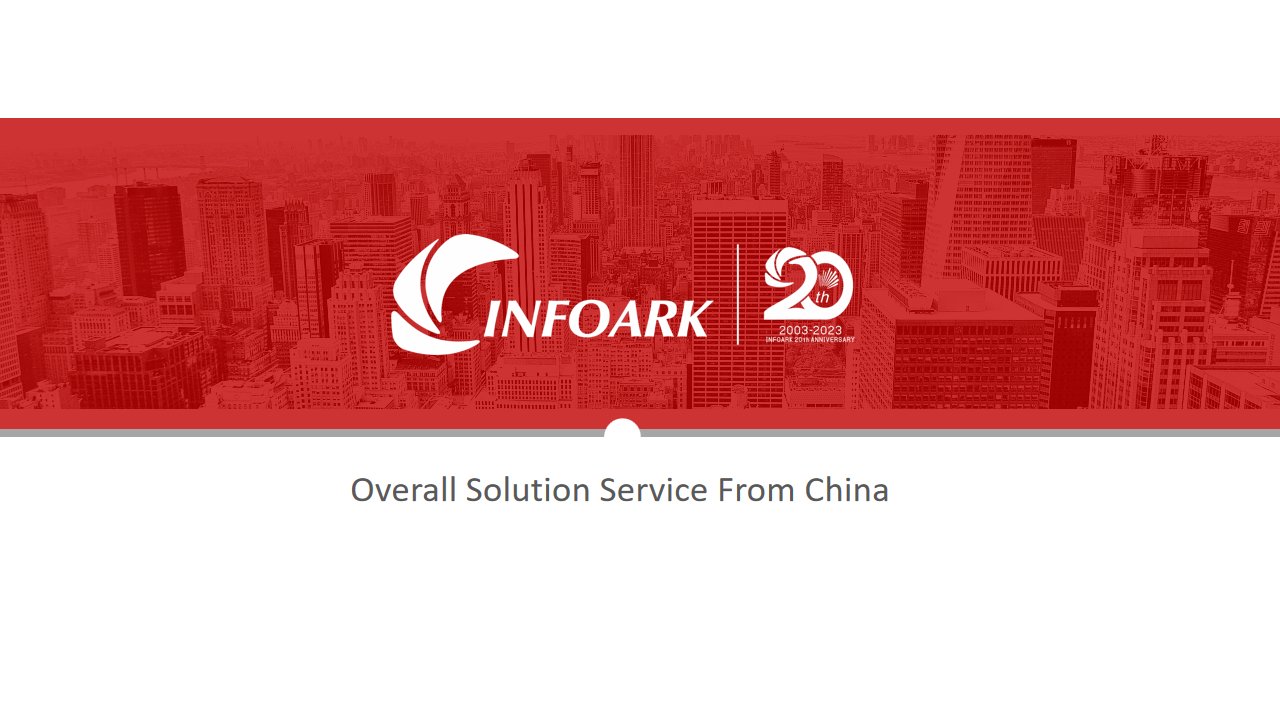 INFOARK
20th
2003-2023
INFOARK 20th ANNIVERSARY
Overall Solution Service From China